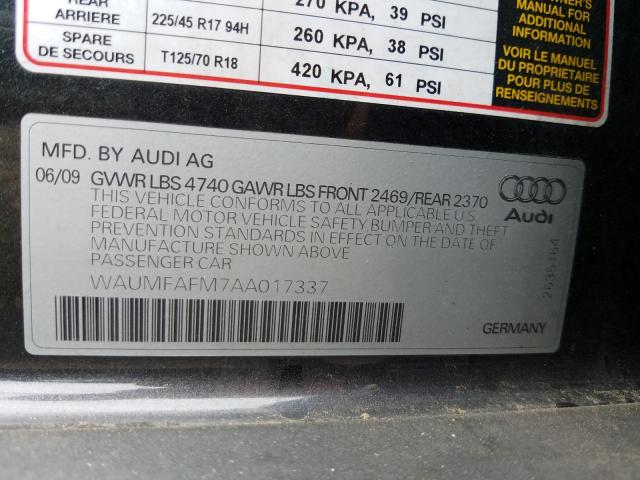 REAR
ARRIERE
225/45 R17 94H
270 KPA, 39 PSI
260 KPA, 38 PSI
SPARE
DE SECOURS
T125/70 R18
420 KPA, 61 PSI
OWNER'S
MANUAL FOR
ADDITIONAL
INFORMATION
VOIR LE MANUEL
DU PROPRIETAIRE
POUR PLUS DE
RENSEIGNEMENTS
MFD. BY AUDI AG
06/09 GVWR LBS 4740 GAWR LBS FRONT 2469/REAR 2370
THIS VEHICLE CONFORMS TO ALL APPLICABLE U.S.
FEDERAL MOTOR VEHICLE SAFETY BUMPER AND THEFT
PREVENTION STANDARDS IN EFFECT ON THE DATE OF
MANUFACTURE SHOWN ABOVE
PASSENGER CAR
WAUMFAFM7AA017337
Audi
2635164
GERMANY